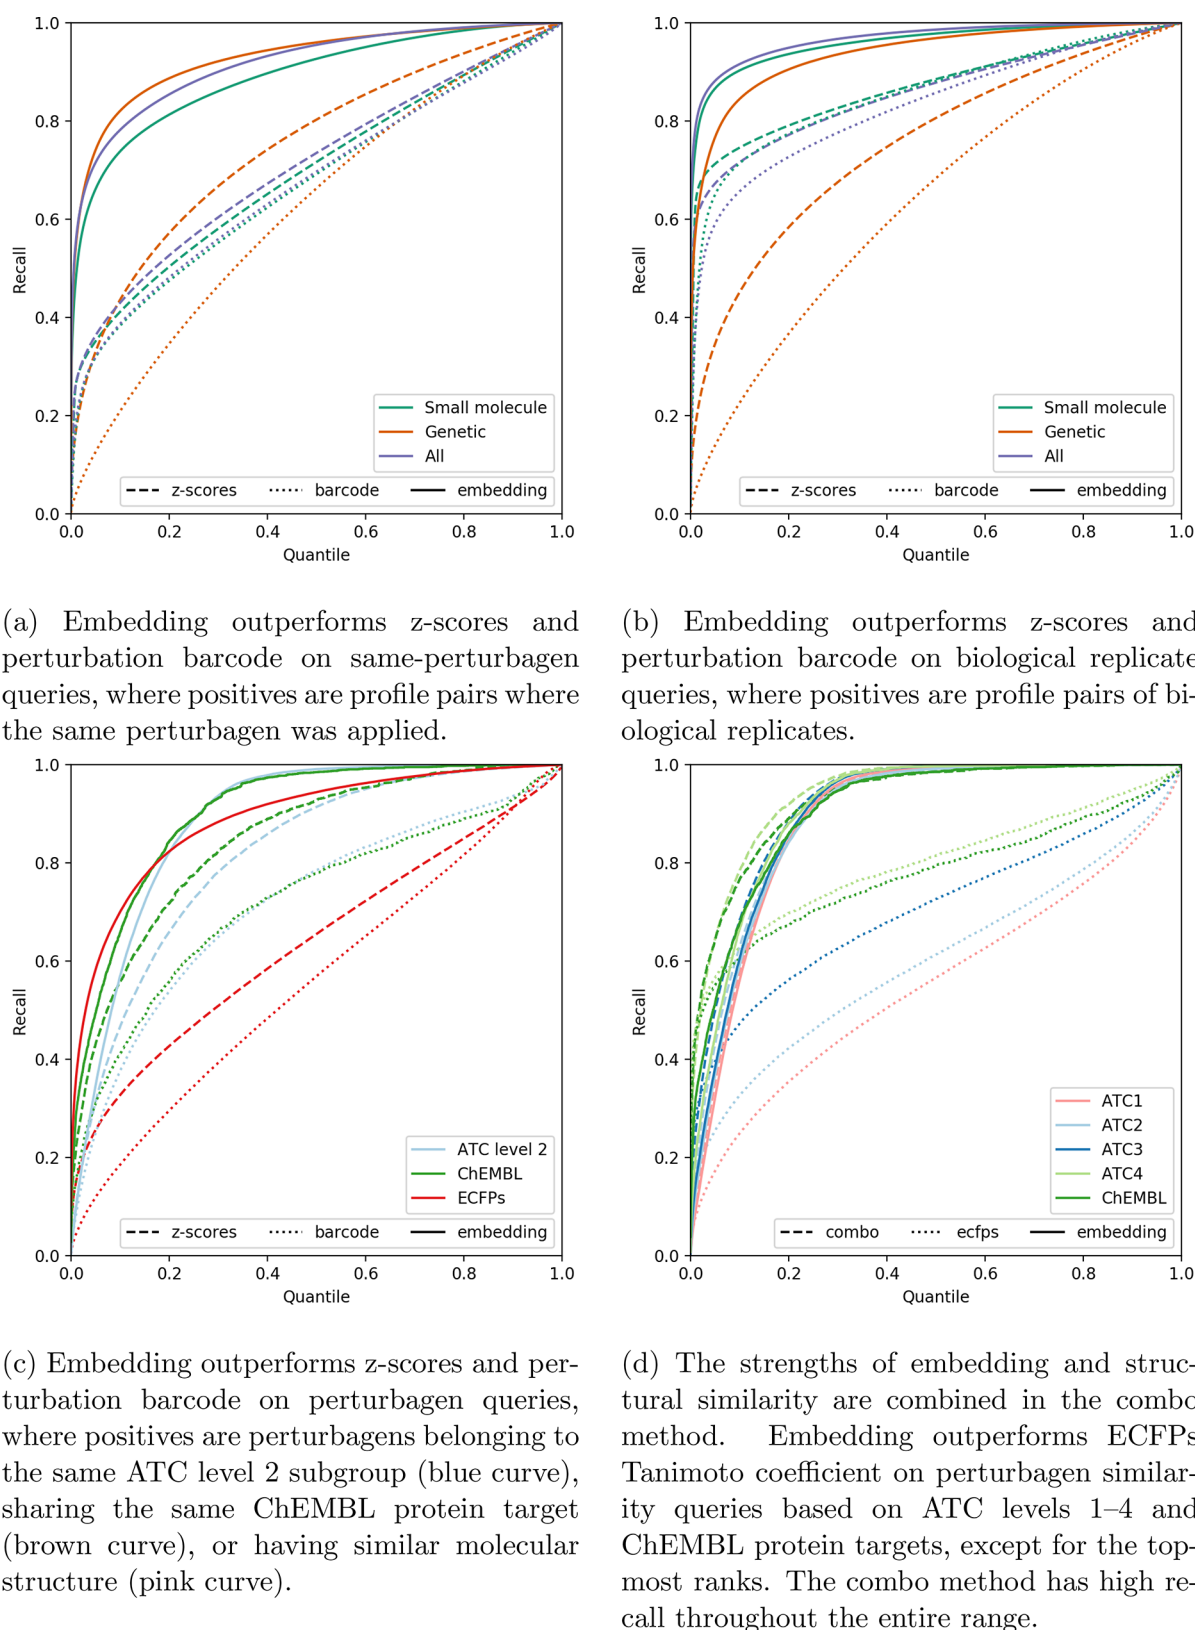 1.0
0.8
0.6
0.4
0.2
0.0
Recall
0.0 0.2 0.4 0.6 0.8 1.0
Quantile
Small molecule
Genetic
All
z-scores barcode embedding
1.0
0.8
0.6
0.4
0.2
0.0
Recall
0.0 0.2 0.4 0.6 0.8 1.0
Quantile
Small molecule
Genetic
All
z-scores barcode embedding
(a) Embedding outperforms z-scores and
perturbation barcode on same-perturbagen
queries, where positives are profile pairs where
the same perturbagen was applied.
(b) Embedding outperforms z-scores and
perturbation barcode on biological replicate
queries, where positives are profile pairs of bi-
ological replicates.
1.0
0.8
0.6
0.4
0.2
0.0
Recall
0.0 0.2 0.4 0.6 0.8 1.0
Quantile
ATC level 2
ChEMBL
ECFPs
z-scores barcode embedding
1.0
0.8
0.6
0.4
0.2
0.0
Recall
0.0 0.2 0.4 0.6 0.8 1.0
Quantile
ATC1
ATC2
ATC3
ATC4
ChEMBL
combo ecfps embedding
(c) Embedding outperforms z-scores and per-
turbation barcode on perturbagen queries,
where positives are perturbagens belonging to
the same ATC level 2 subgroup (blue curve),
sharing the same ChEMBL protein target
(brown curve), or having similar molecular
structure (pink curve).
(d) The strengths of embedding and struc-
tural similarity are combined in the combo
method. Embedding outperforms ECFPs
Tanimoto coefficient on perturbagen similar-
ity queries based on ATC levels 1–4 and
ChEMBL protein targets, except for the top-
most ranks. The combo method has high re-
call throughout the entire range.